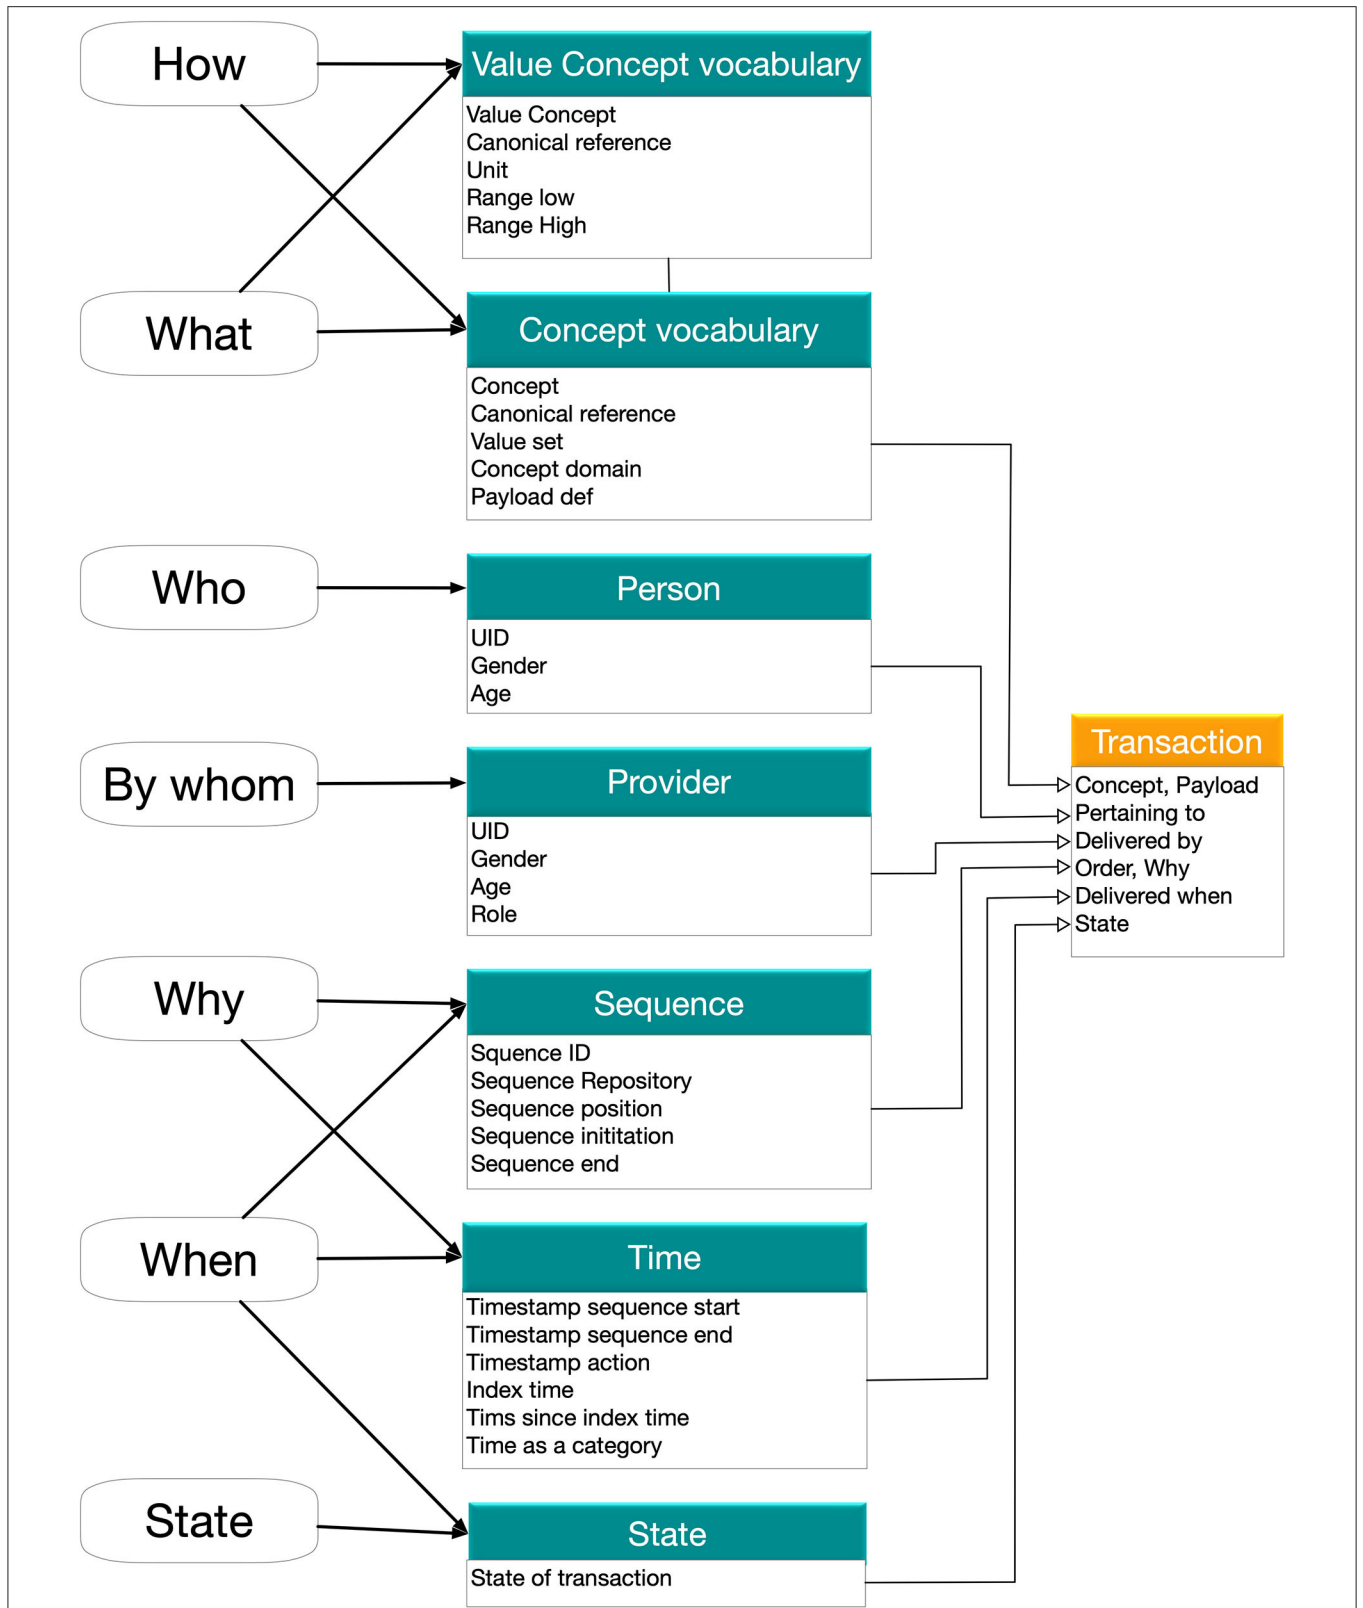 How
Value Concept vocabulary
Value Concept
Canonical reference
Unit
Range low
Range High
What
Concept vocabulary
Concept
Canonical reference
Value set
Concept domain
Payload def
Who
Person
UID
Gender
Age
By whom
Provider
UID
Gender
Age
Role
Transaction
Concept, Payload
Pertaining to
Delivered by
Order, Why
Delivered when
State
Why
Sequence
Squence ID
Sequence Repository
Sequence position
Sequence inititation
Sequence end
When
Time
Timestamp sequence start
Timestamp sequence end
Timestamp action
Index time
Tims since index time
Time as a category
State
State
State of transaction